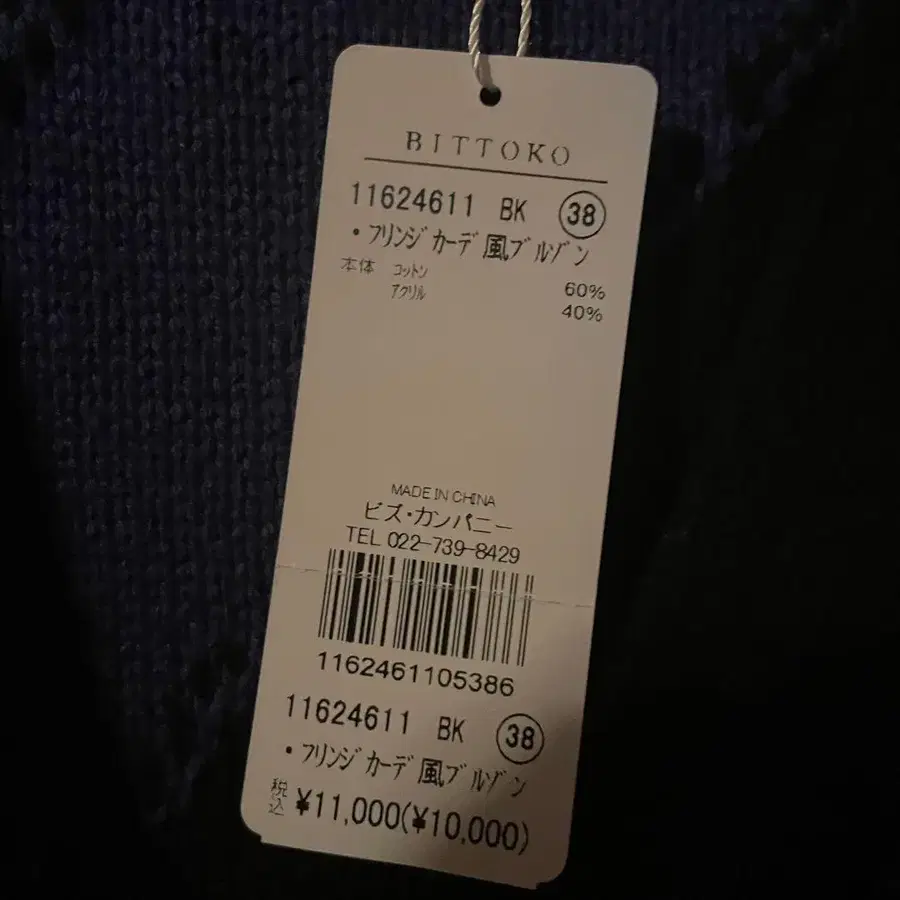 BITTOKO
11624611 BK 38
・フリンジカーデ風ブルゾン
本体 コットン 60%
アクリル 40%
MADE IN CHINA
ビズ・カンパニー
TEL 022-739-8429
1162461105386
11624611 BK 38
・フリンジカーデ風ブルゾン
税込 ¥11,000(¥10,000)